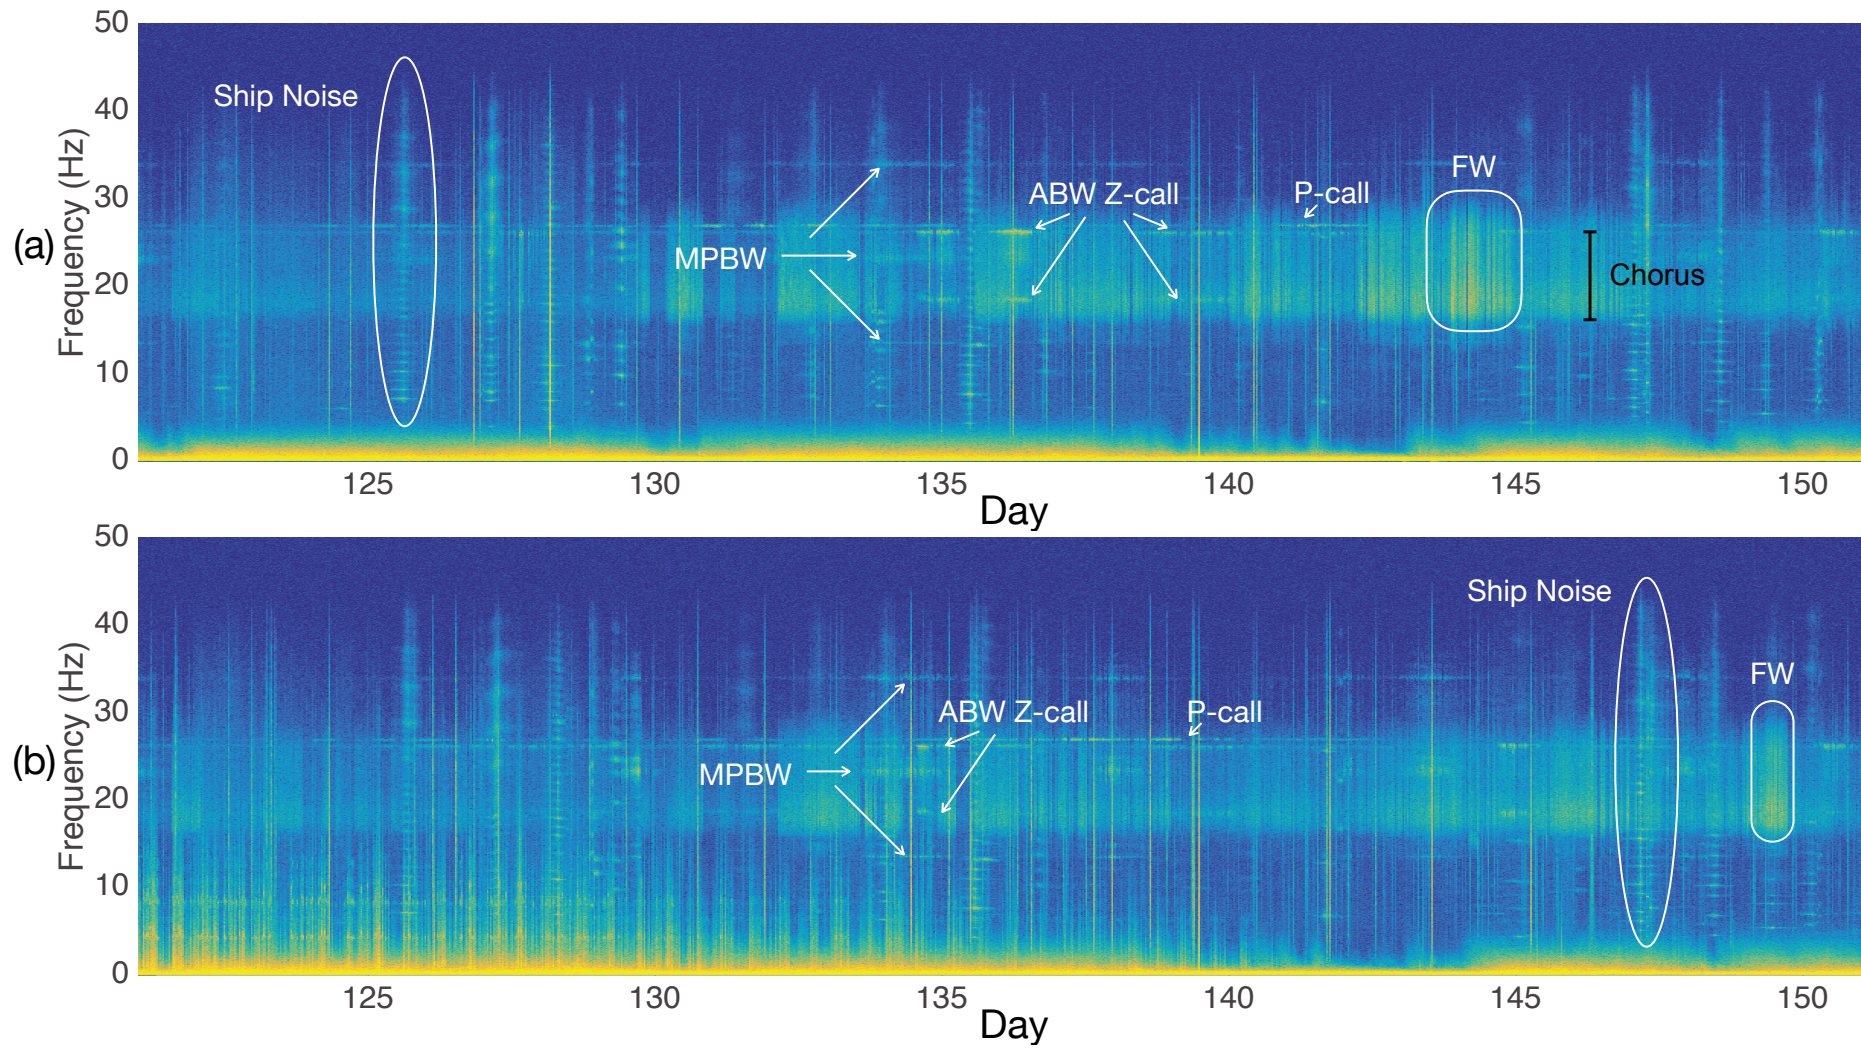 (a)
Frequency (Hz)
50
40
30
20
10
0
Ship Noise
MPBW
ABW Z-call
P-call
FW
Chorus
125
130
135
140
145
150
Day
(b)
Frequency (Hz)
50
40
30
20
10
0
MPBW
ABW Z-call
P-call
Ship Noise
FW
125
130
135
140
145
150
Day